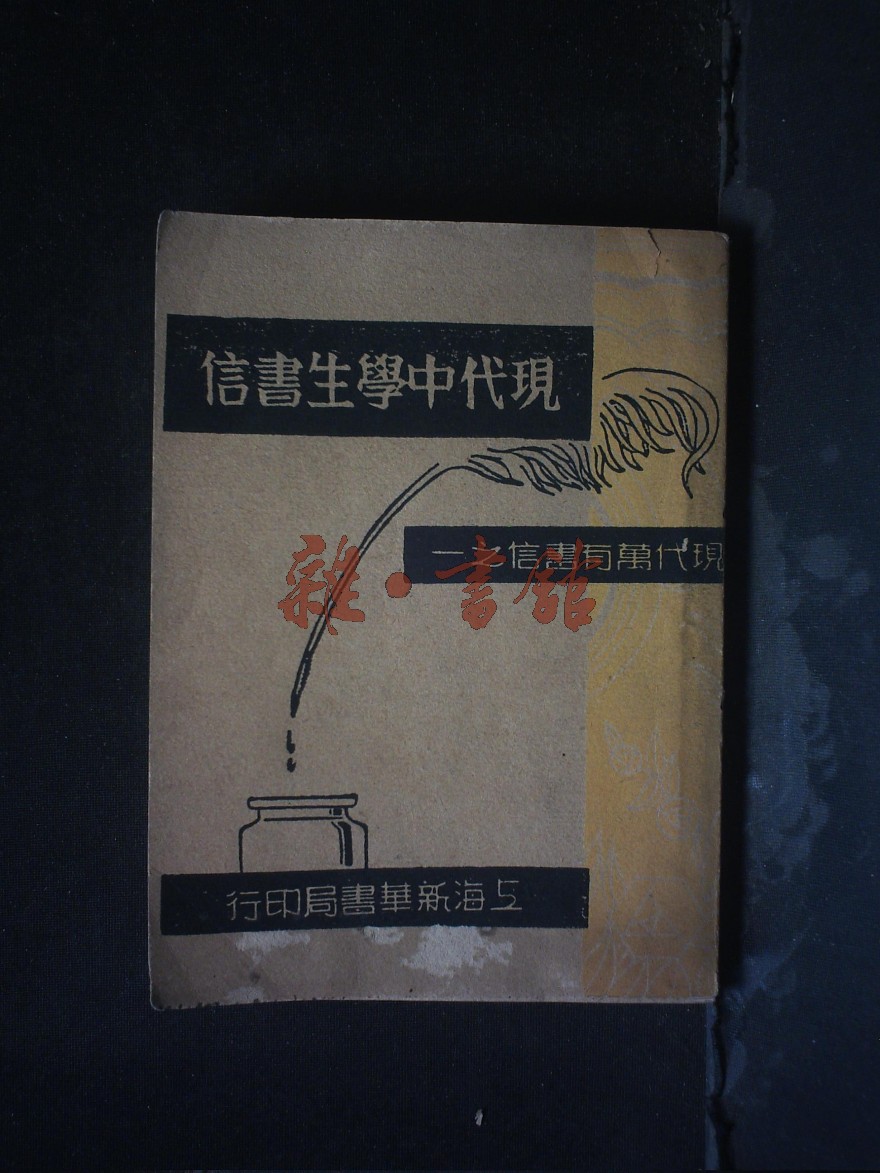 現代中學生書信
現代萬有書信之一
雜·書館
上海新華書局印行